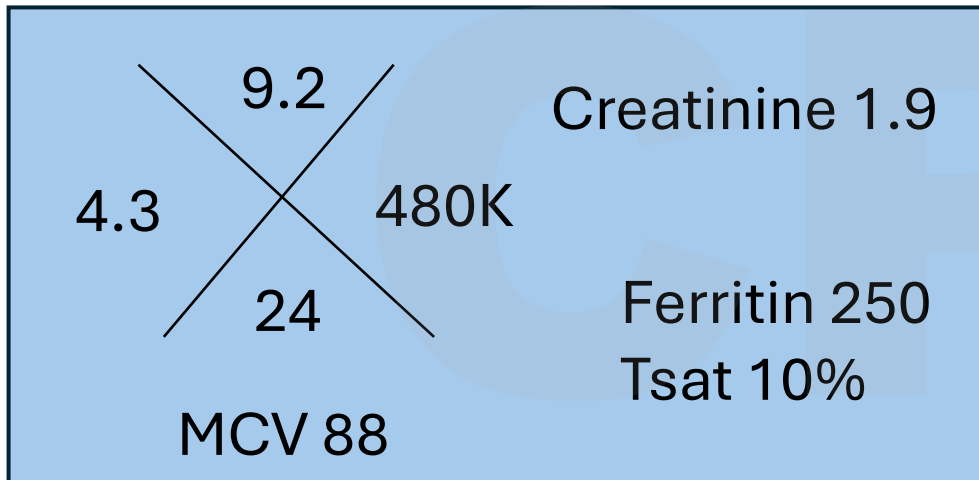 9.2
Creatinine 1.9
4.3
480K
24
Ferritin 250
Tsat 10%
MCV 88